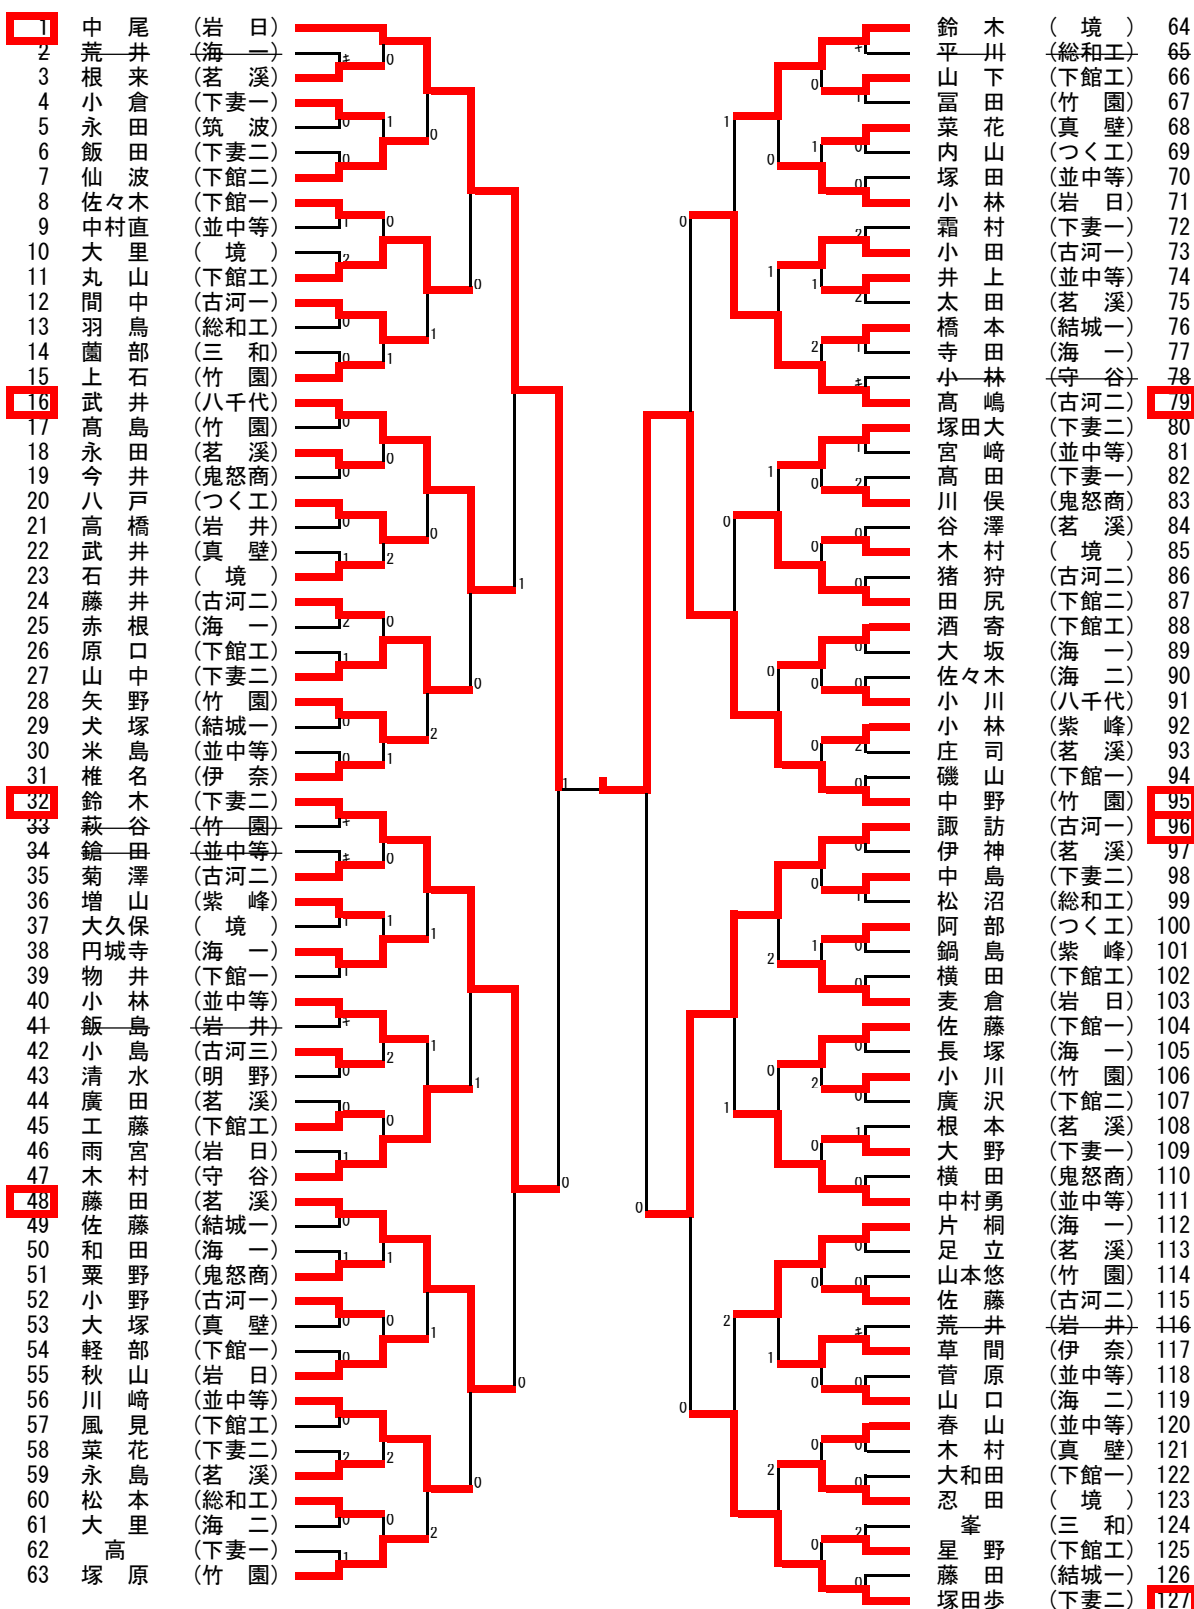 1 中尾 (岩日)
2 荒井 (海一)
3 根来 (茗溪)
4 小倉 (下妻一)
5 永田 (筑波)
6 飯田 (下妻二)
7 仙波 (下館二)
8 佐々木 (下館一)
9 中村直 (並中等)
10 大里 (境)
11 丸山 (下館工)
12 間中 (古河一)
13 羽鳥 (総和工)
14 薗部 (三和)
15 上石 (竹園)
16 武井 (八千代)
17 髙島 (竹園)
18 永田 (茗溪)
19 今井 (鬼怒商)
20 八戸 (つく工)
21 高橋 (岩井)
22 武井 (真壁)
23 石井 (境)
24 藤井 (古河二)
25 赤根 (海一)
26 原口 (下館工)
27 山中 (下妻二)
28 矢野 (竹園)
29 犬塚 (結城一)
30 米島 (並中等)
31 椎名 (伊奈)
32 鈴木 (下妻二)
33 萩谷 (竹園)
34 鎗田 (並中等)
35 菊澤 (古河二)
36 増山 (紫峰)
37 大久保 (境)
38 円城寺 (海一)
39 物井 (下館一)
40 小林 (並中等)
41 飯島 (岩井)
42 小島 (古河三)
43 清水 (明野)
44 廣田 (茗溪)
45 工藤 (下館工)
46 雨宮 (岩日)
47 木村 (守谷)
48 藤田 (茗溪)
49 佐藤 (結城一)
50 和田 (海一)
51 粟野 (鬼怒商)
52 小野 (古河一)
53 大塚 (真壁)
54 軽部 (下館一)
55 秋山 (岩日)
56 川﨑 (並中等)
57 風見 (下館工)
58 菜花 (下妻二)
59 永島 (茗溪)
60 松本 (総和工)
61 大里 (海二)
62 高 (下妻一)
63 塚原 (竹園)
鈴木 (境) 64
平川 (総和工) 65
山下 (下館工) 66
冨田 (竹園) 67
菜花 (真壁) 68
内山 (つく工) 69
塚田 (並中等) 70
小林 (岩日) 71
霜村 (下妻一) 72
小田 (古河一) 73
井上 (並中等) 74
太田 (茗溪) 75
橋本 (結城一) 76
寺田 (海一) 77
小林 (守谷) 78
髙嶋 (古河二) 79
塚田大 (下妻二) 80
宮﨑 (並中等) 81
髙田 (下妻一) 82
川俣 (鬼怒商) 83
谷澤 (茗溪) 84
木村 (境) 85
猪狩 (古河二) 86
田尻 (下館二) 87
酒寄 (下館工) 88
大坂 (海一) 89
佐々木 (海二) 90
小川 (八千代) 91
小林 (紫峰) 92
庄司 (茗溪) 93
磯山 (下館一) 94
中野 (竹園) 95
諏訪 (古河一) 96
伊神 (茗溪) 97
中島 (下妻二) 98
松沼 (総和工) 99
阿部 (つく工) 100
鍋島 (紫峰) 101
横田 (下館工) 102
麦倉 (岩日) 103
佐藤 (下館一) 104
長塚 (海一) 105
小川 (竹園) 106
廣沢 (下館二) 107
根本 (茗溪) 108
大野 (下妻一) 109
横田 (鬼怒商) 110
中村勇 (並中等) 111
片桐 (海一) 112
足立 (茗溪) 113
山本悠 (竹園) 114
佐藤 (古河二) 115
荒井 (岩井) 116
草間 (伊奈) 117
菅原 (並中等) 118
山口 (海二) 119
春山 (並中等) 120
木村 (真壁) 121
大和田 (下館一) 122
忍田 (境) 123
峯 (三和) 124
星野 (下館工) 125
藤田 (結城一) 126
塚田歩 (下妻二) 127